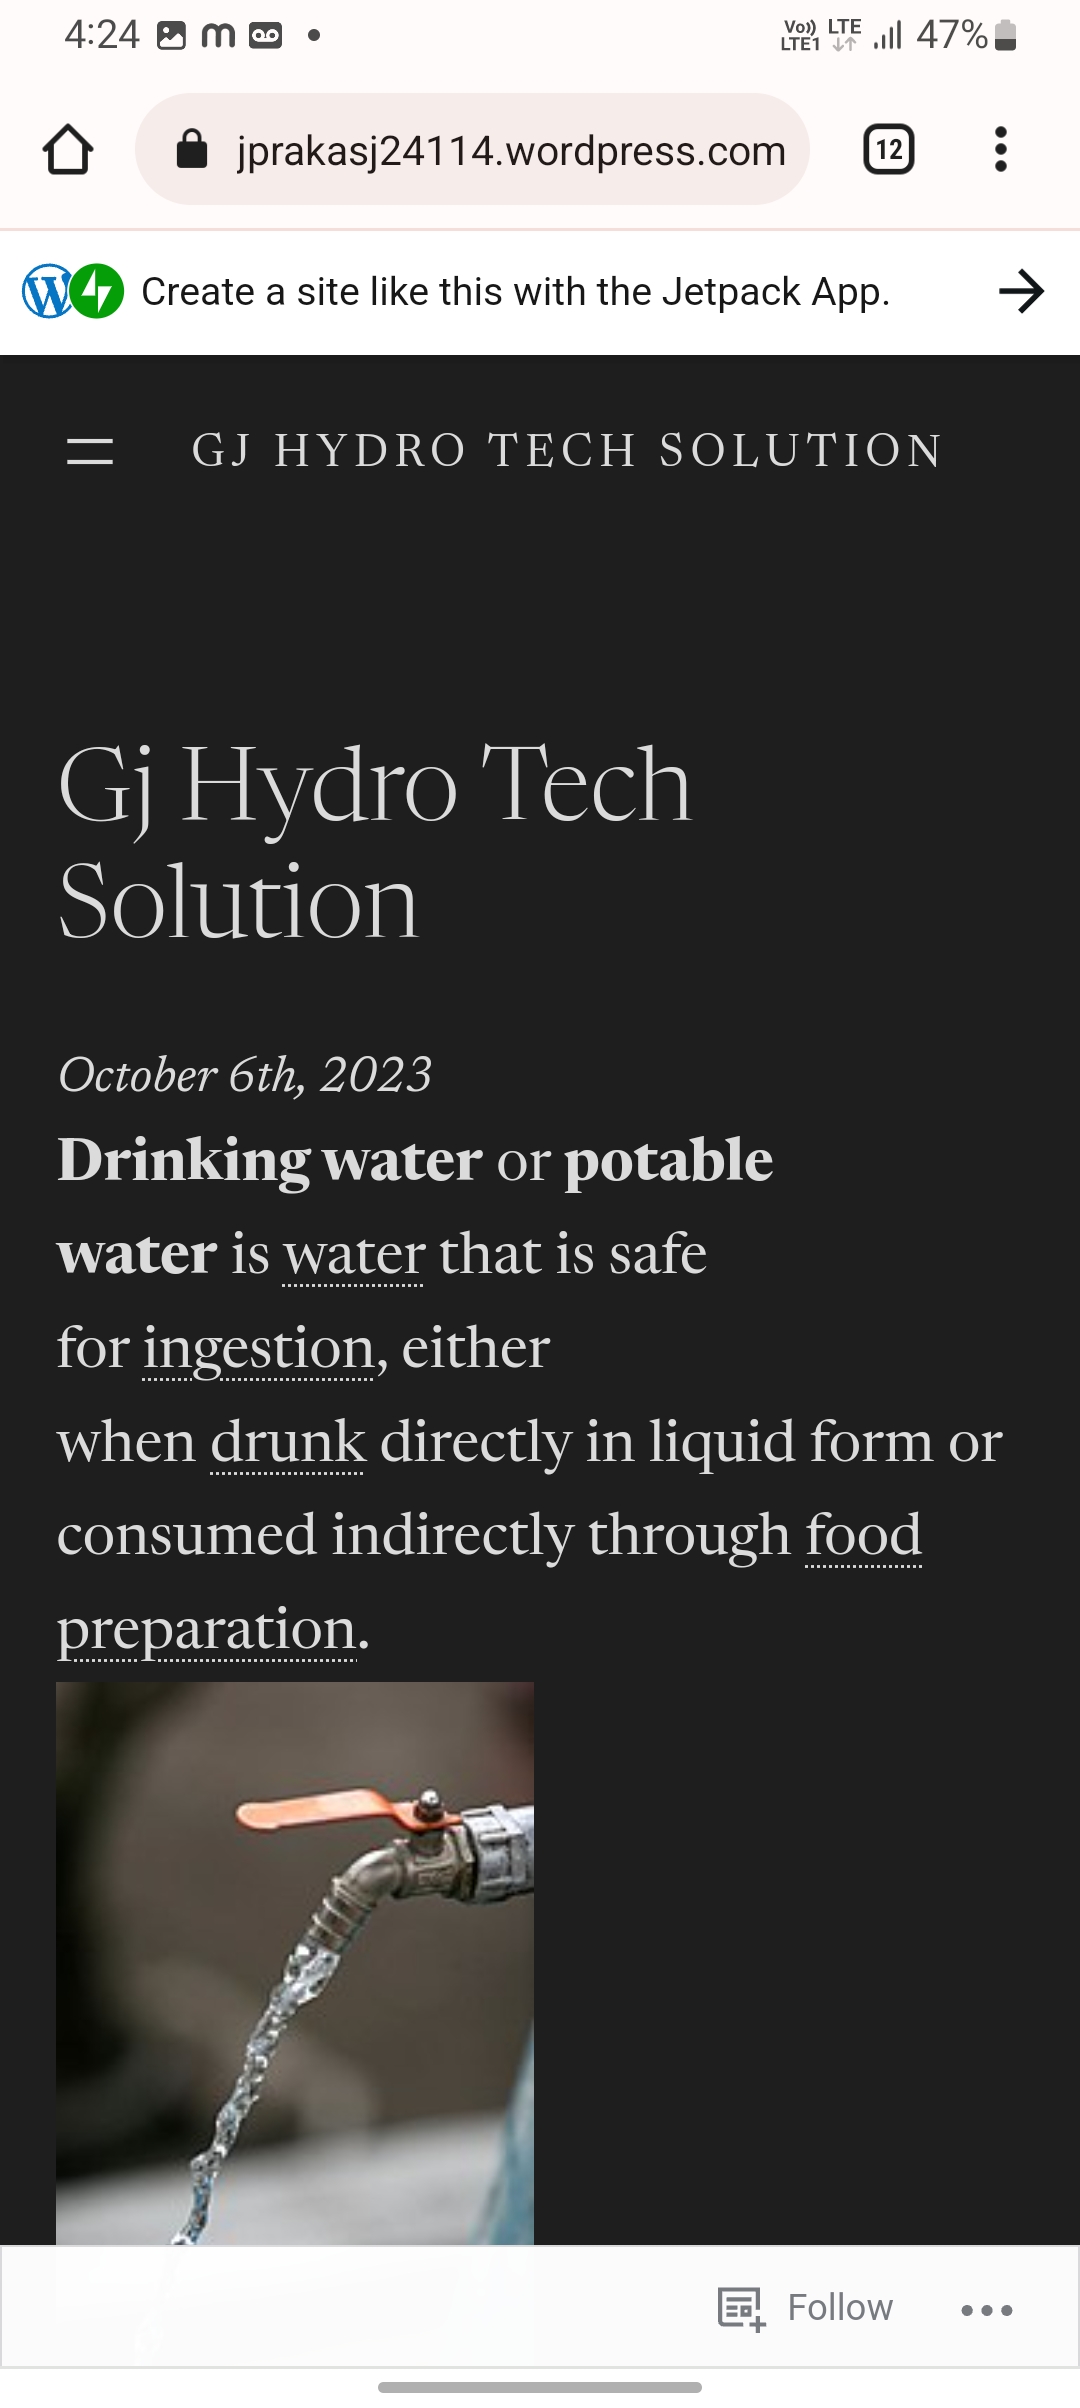 4:24
Vo)) LTE1 LTE 47%
jprakasj24114.wordpress.com 12
Create a site like this with the Jetpack App.
GJ HYDRO TECH SOLUTION
Gj Hydro Tech
Solution
October 6th, 2023
Drinking water or potable
water is water that is safe
for ingestion, either
when drunk directly in liquid form or
consumed indirectly through food
preparation.
Follow